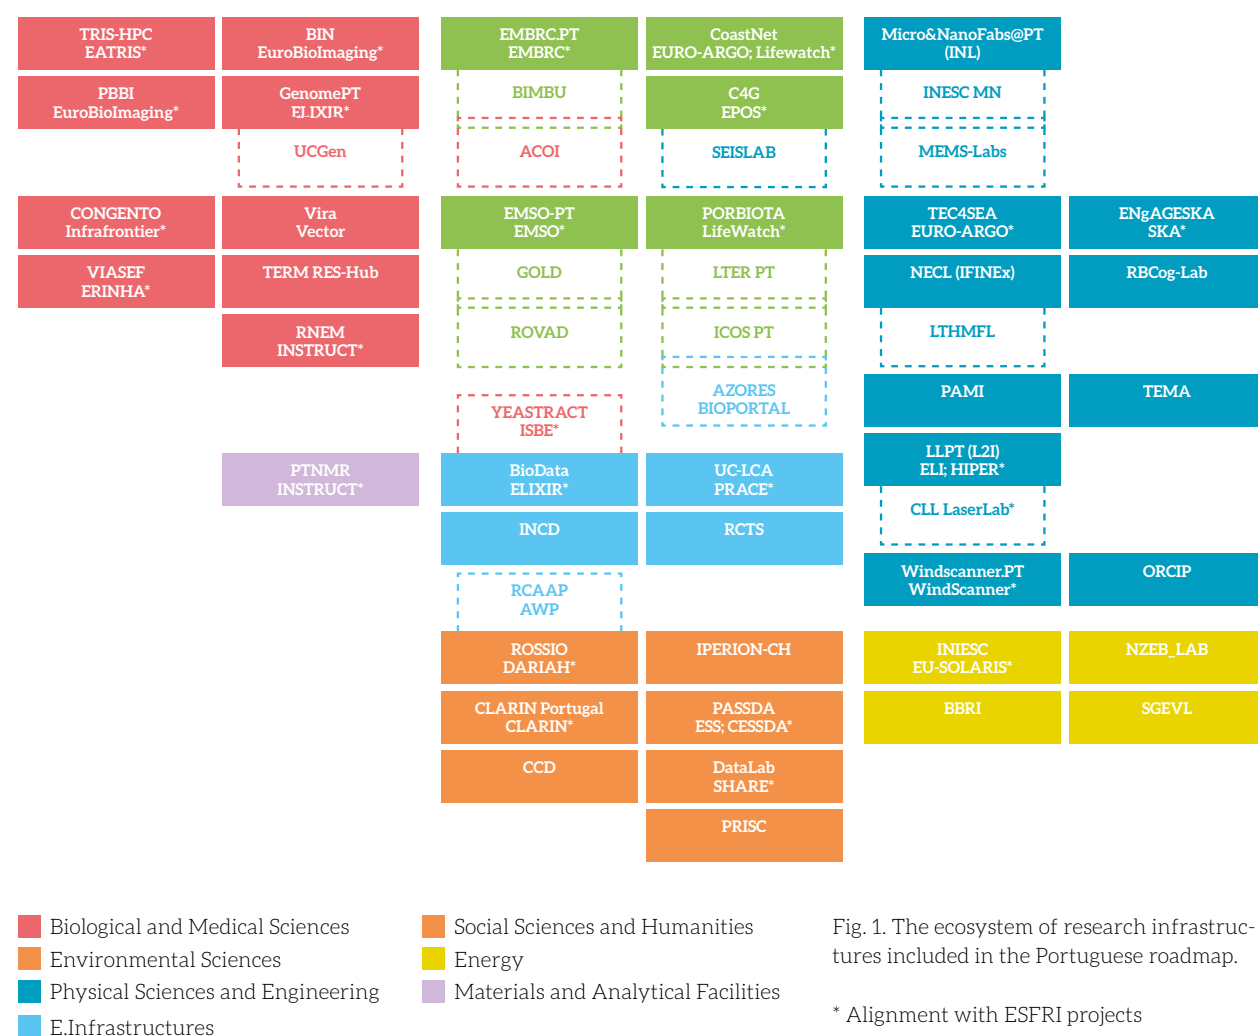 TRIS-HPC
EATRIS*
BIN
EuroBioImaging*
EMBRC.PT
EMBRC*
CoastNet
EURO-ARGO; Lifewatch*
Micro&NanoFabs@PT
(INL)
PBBI
EuroBioImaging*
GenomePT
ELIXIR*
BIMBU
C4G
EPOS*
INESC MN
UCGen
ACOI
SEISLAB
MEMS-Labs
CONGENTO
Infrafrontier*
Vira
Vector
EMSO-PT
EMSO*
PORBIOTA
LifeWatch*
TEC4SEA
EURO-ARGO*
ENgAGESKA
SKA*
VIASEF
ERINHA*
TERM RES-Hub
GOLD
LTER PT
NECL (IFINEx)
RBCog-Lab
RNEM
INSTRUCT*
ROVAD
ICOS PT
LTHMFL
AZORES
BIOPORTAL
PAMI
TEMA
YEASTRACT
ISBE*
LLPT (L2I)
ELI; HIPER*
PTNMR
INSTRUCT*
BioData
ELIXIR*
UC-LCA
PRACE*
CLL LaserLab*
INCD
RCTS
Windscanner.PT
WindScanner*
ORCIP
RCAAP
AWP
ROSSIO
DARIAH*
IPERION-CH
INIESC
EU-SOLARIS*
NZEB_LAB
CLARIN Portugal
CLARIN*
PASSDA
ESS; CESSDA*
BBRI
SGEVL
CCD
DataLab
SHARE*
PRISC
Biological and Medical Sciences
Environmental Sciences
Physical Sciences and Engineering
E.Infrastructures
Social Sciences and Humanities
Energy
Materials and Analytical Facilities
Fig. 1. The ecosystem of research infrastruc-
tures included in the Portuguese roadmap.
* Alignment with ESFRI projects